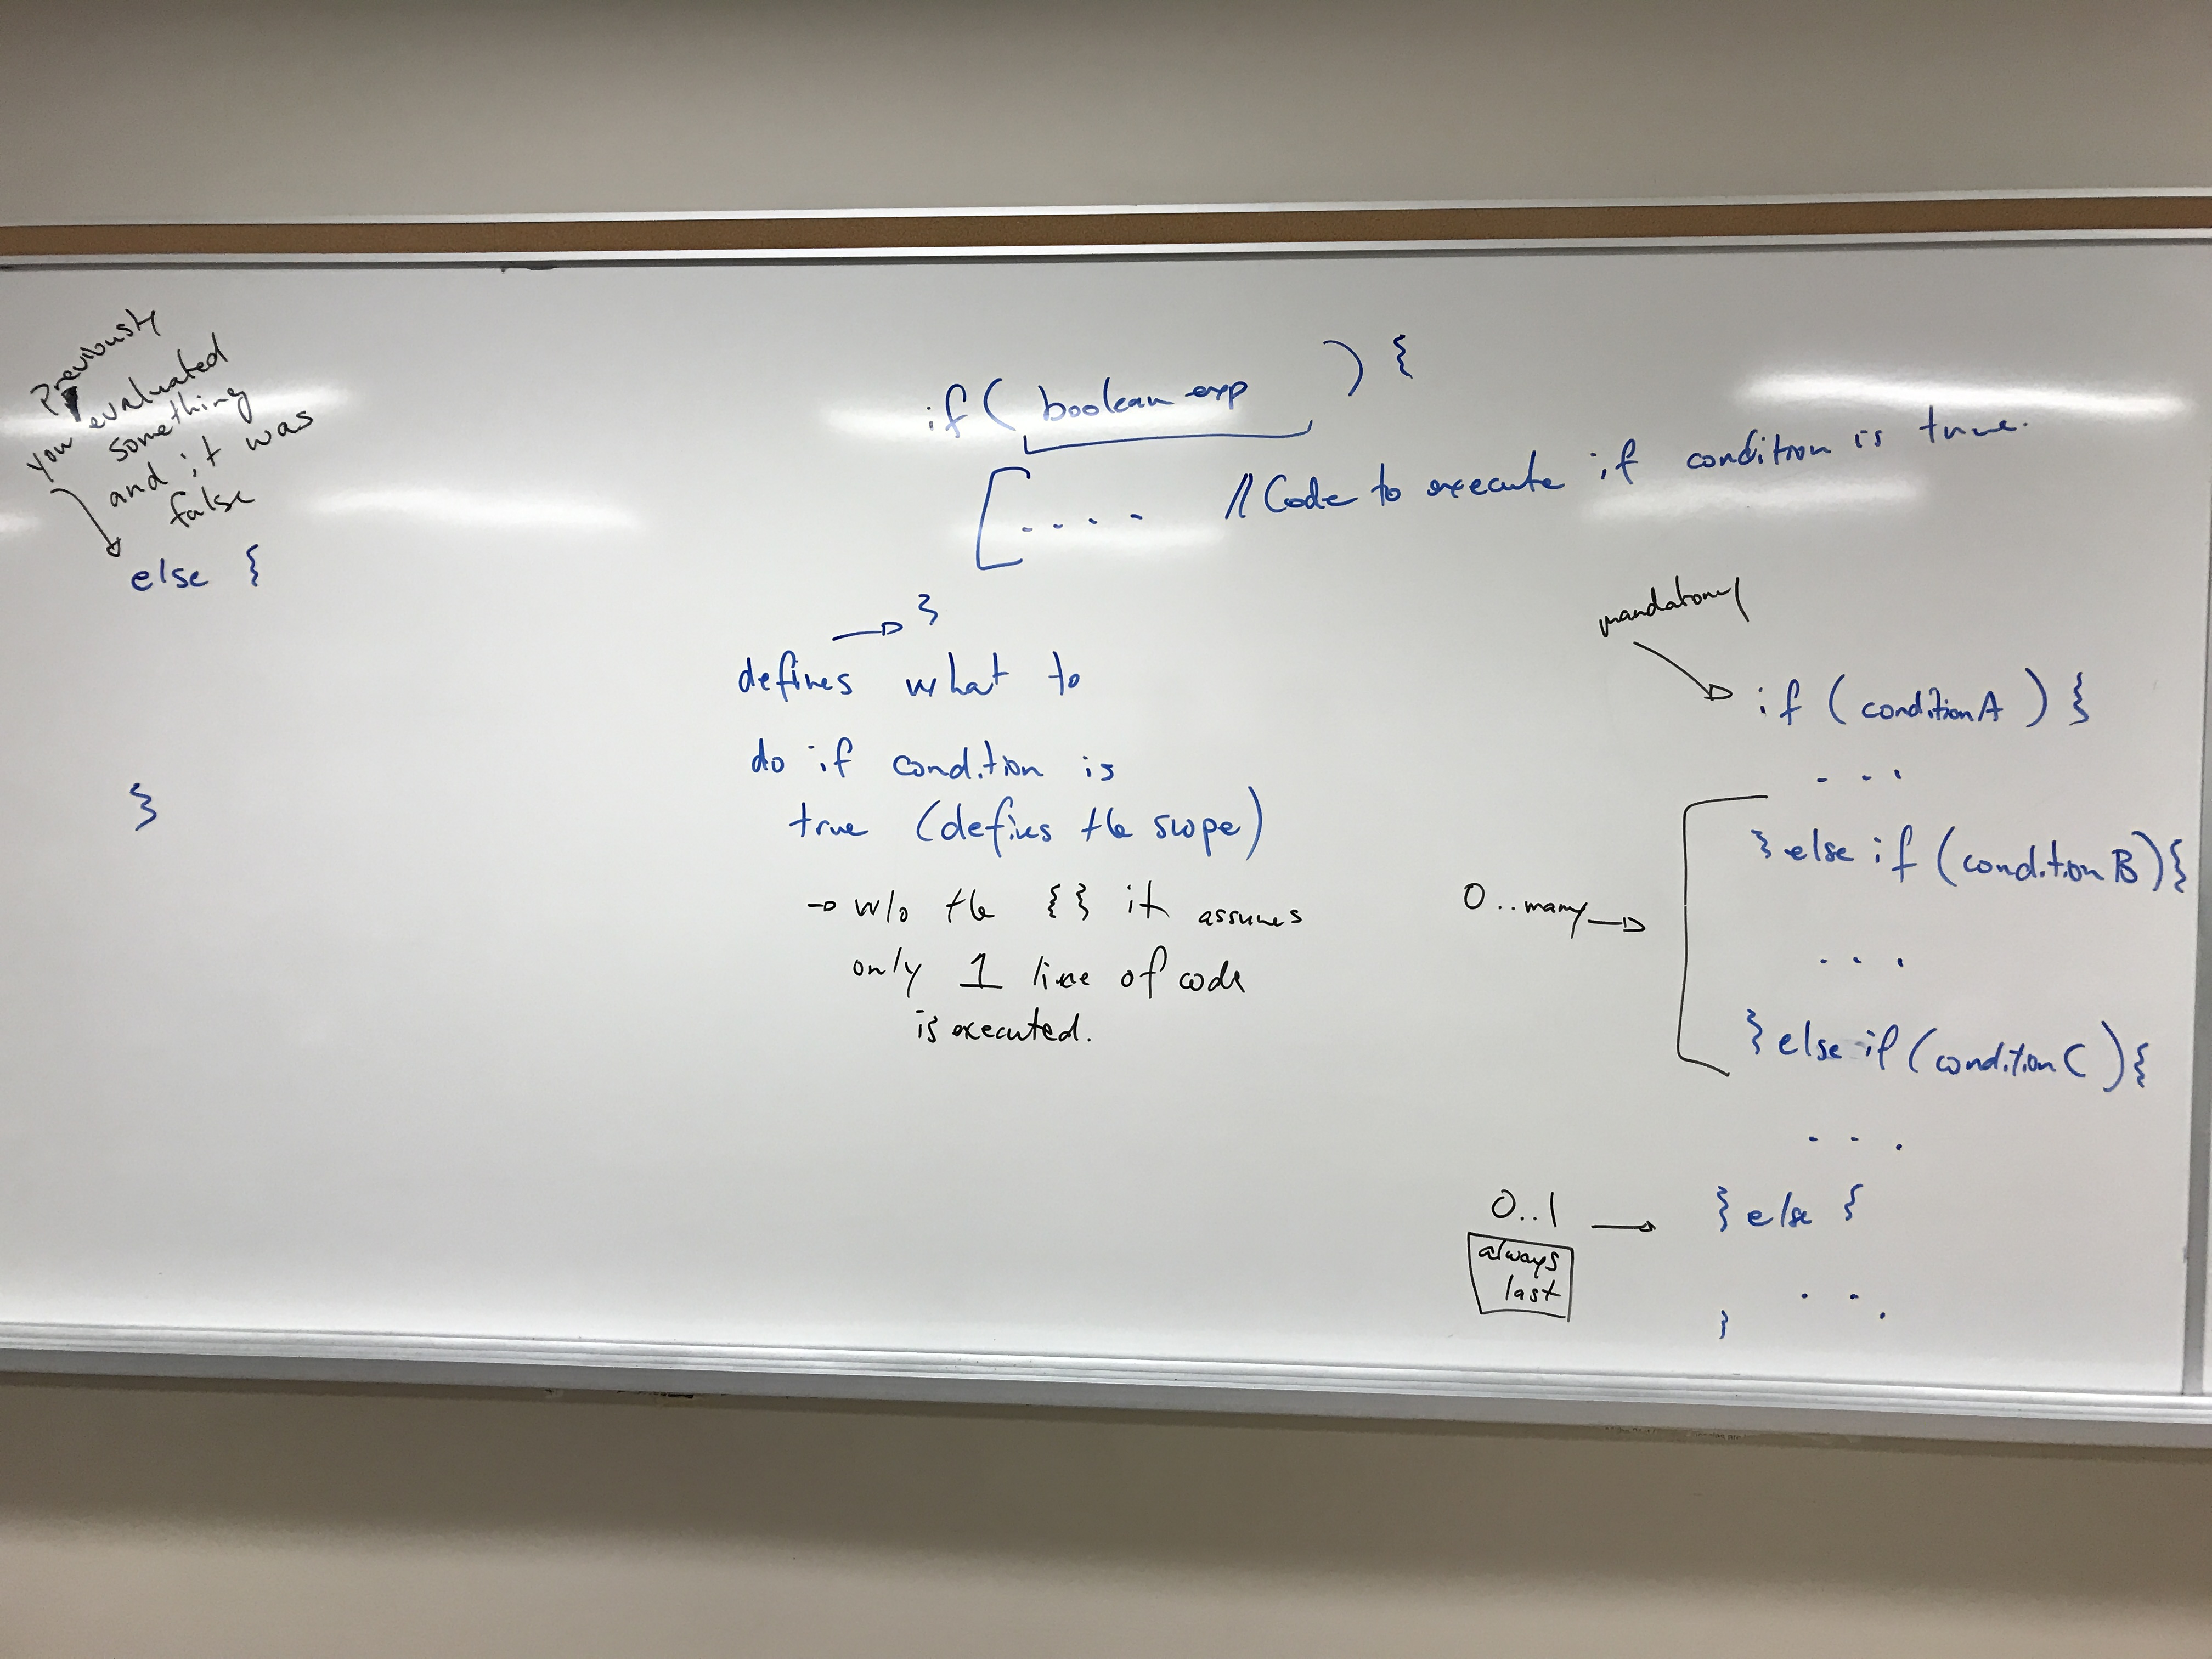 Previously
you evaluated
something
and it was
false
else {
}
if ( boolean exp ) {
. . . . // Code to execute if condition is true.
}
defines what to
do if condition is
true (defines the scope)
→ w/o the { } it assumes
only 1 line of code
is executed.
mandatory
if ( condition A ) {
. . .
0..many → } else if ( condition B ) {
. . .
} else if ( condition C ) {
. . .
0..1 → } else {
always
last
. . .
}